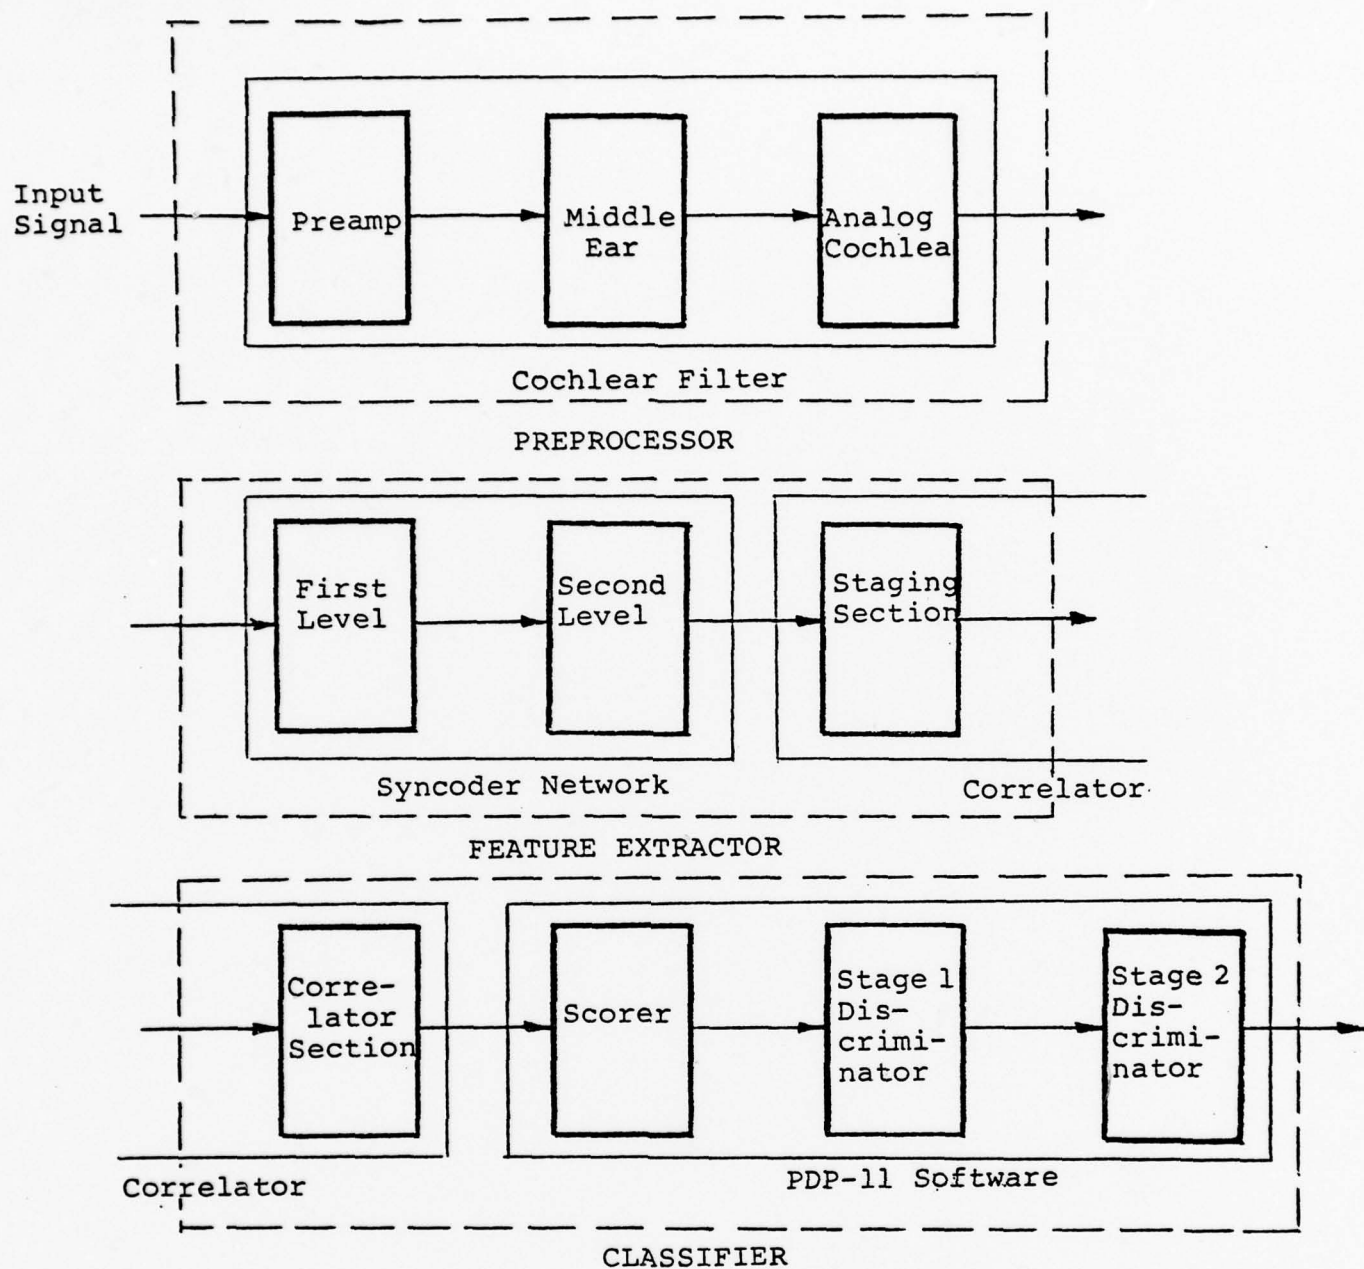 Input
Signal
Preamp
Middle
Ear
Analog
Cochlea
Cochlear Filter
PREPROCESSOR
First
Level
Second
Level
Staging
Section
Syncoder Network
Correlator
FEATURE EXTRACTOR
Corre-
lator
Section
Scorer
Stage 1
Dis-
crimi-
nator
Stage 2
Dis-
crimi-
nator
Correlator
PDP-11 Software
CLASSIFIER